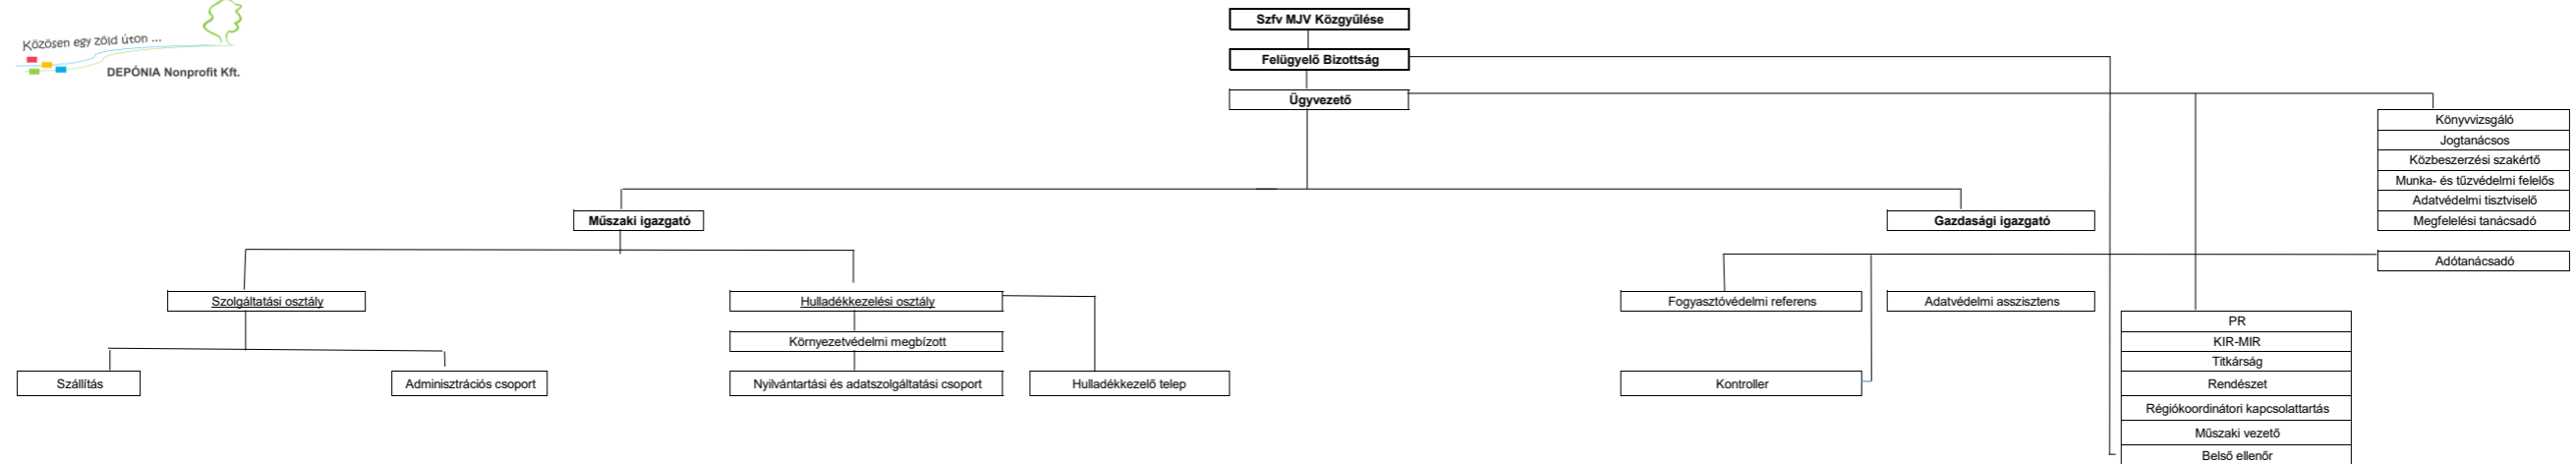 Szfv MJV Közgyűlése
Közösen egy zöld úton ...
Felügyelő Bizottság
DEPÓNIA Nonprofit Kft.
Ügyvezető
Könyvvizsgáló
Jogtanácsos
Közbeszerzési szakértő
Munka- és tűzvédelmi felelős
Adatvédelmi tisztviselő
Műszaki igazgató
Gazdasági igazgató
Megfelelési tanácsadó
Adótanácsadó
Szolgáltatási osztály
Hulladékkezelési osztály
Fogyasztóvédelmi referens
Adatvédelmi asszisztens
PR
Környezetvédelmi megbízott
KIR-MIR
Titkárság
Szállítás
Adminisztrációs csoport
Nyilvántartási és adatszolgáltatási csoport
Hulladékkezelő telep
Kontroller
Rendészet
Régiókoordinátori kapcsolattartás
Műszaki vezető
Belső ellenőr